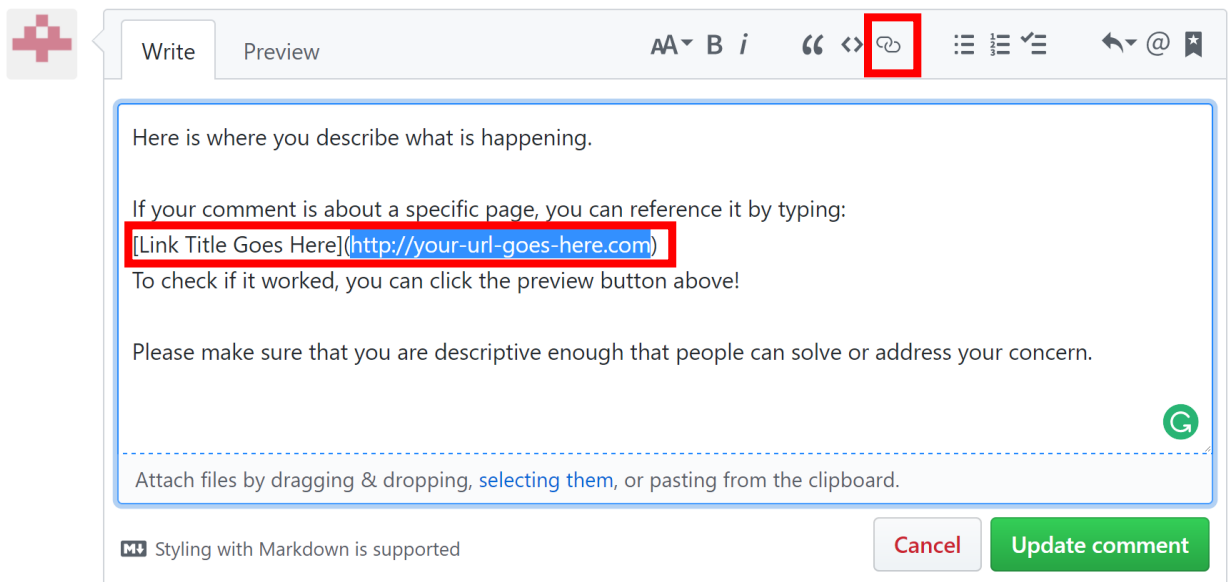 Write Preview AA B i “ <> @
Here is where you describe what is happening.
If your comment is about a specific page, you can reference it by typing:
[Link Title Goes Here](http://your-url-goes-here.com)
To check if it worked, you can click the preview button above!
Please make sure that you are descriptive enough that people can solve or address your concern.
G
Attach files by dragging & dropping, selecting them, or pasting from the clipboard.
M Styling with Markdown is supported Cancel Update comment